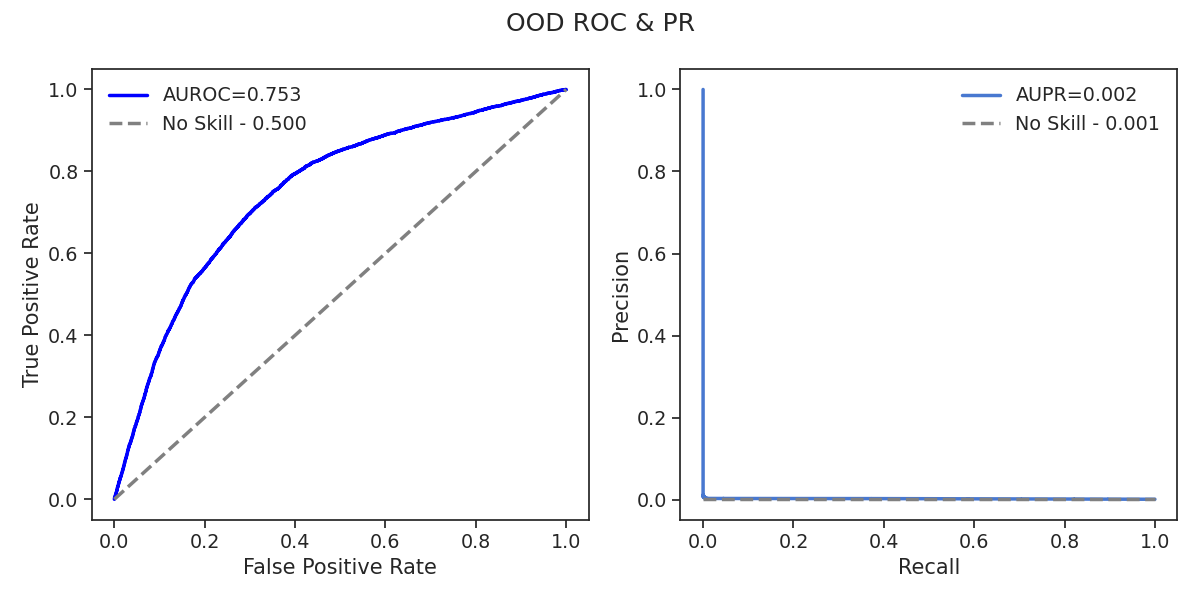 OOD ROC & PR
1.0
0.8
0.6
0.4
0.2
0.0
True Positive Rate
AUROC=0.753
No Skill - 0.500
0.0 0.2 0.4 0.6 0.8 1.0
False Positive Rate
1.0
0.8
0.6
0.4
0.2
0.0
Precision
AUPR=0.002
No Skill - 0.001
0.0 0.2 0.4 0.6 0.8 1.0
Recall